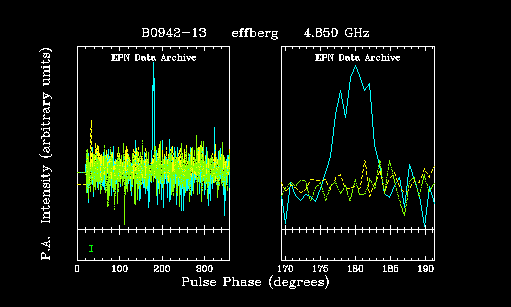 B0942-13 effberg 4.850 GHz
EPN Data Archive EPN Data Archive
P.A. Intensity (arbitrary units)
0 100 200 300 170 175 180 185 190
Pulse Phase (degrees)